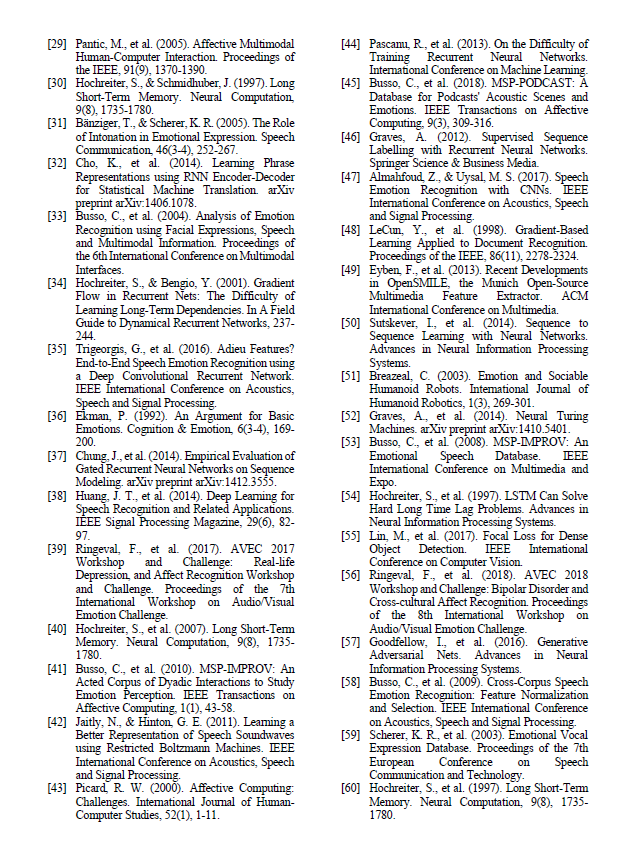 [29] Pantic, M., et al. (2005). Affective Multimodal
Human-Computer Interaction. Proceedings of
the IEEE, 91(9), 1370-1390.
[30] Hochreiter, S., & Schmidhuber, J. (1997). Long
Short-Term Memory. Neural Computation,
9(8), 1735-1780.
[31] Bänziger, T., & Scherer, K. R. (2005). The Role
of Intonation in Emotional Expression. Speech
Communication, 46(3-4), 252-267.
[32] Cho, K., et al. (2014). Learning Phrase
Representations using RNN Encoder-Decoder
for Statistical Machine Translation. arXiv
preprint arXiv:1406.1078.
[33] Busso, C., et al. (2004). Analysis of Emotion
Recognition using Facial Expressions, Speech
and Multimodal Information. Proceedings of
the 6th International Conference on Multimodal
Interfaces.
[34] Hochreiter, S., & Bengio, Y. (2001). Gradient
Flow in Recurrent Nets: The Difficulty of
Learning Long-Term Dependencies. In A Field
Guide to Dynamical Recurrent Networks, 237-
244.
[35] Trigeorgis, G., et al. (2016). Adieu Features?
End-to-End Speech Emotion Recognition using
a Deep Convolutional Recurrent Network.
IEEE International Conference on Acoustics,
Speech and Signal Processing.
[36] Ekman, P. (1992). An Argument for Basic
Emotions. Cognition & Emotion, 6(3-4), 169-
200.
[37] Chung, J., et al. (2014). Empirical Evaluation of
Gated Recurrent Neural Networks on Sequence
Modeling. arXiv preprint arXiv:1412.3555.
[38] Huang, J. T., et al. (2014). Deep Learning for
Speech Recognition and Related Applications.
IEEE Signal Processing Magazine, 29(6), 82-
97.
[39] Ringeval, F., et al. (2017). AVEC 2017
Workshop and Challenge: Real-life
Depression, and Affect Recognition Workshop
and Challenge. Proceedings of the 7th
International Workshop on Audio/Visual
Emotion Challenge.
[40] Hochreiter, S., et al. (2007). Long Short-Term
Memory. Neural Computation, 9(8), 1735-
1780.
[41] Busso, C., et al. (2010). MSP-IMPROV: An
Acted Corpus of Dyadic Interactions to Study
Emotion Perception. IEEE Transactions on
Affective Computing, 1(1), 43-58.
[42] Jaitly, N., & Hinton, G. E. (2011). Learning a
Better Representation of Speech Soundwaves
using Restricted Boltzmann Machines. IEEE
International Conference on Acoustics, Speech
and Signal Processing.
[43] Picard, R. W. (2000). Affective Computing:
Challenges. International Journal of Human-
Computer Studies, 52(1), 1-11.
[44] Pascanu, R., et al. (2013). On the Difficulty of
Training Recurrent Neural Networks.
International Conference on Machine Learning.
[45] Busso, C., et al. (2018). MSP-PODCAST: A
Database for Podcasts' Acoustic Scenes and
Emotions. IEEE Transactions on Affective
Computing, 9(3), 309-316.
[46] Graves, A. (2012). Supervised Sequence
Labelling with Recurrent Neural Networks.
Springer Science & Business Media.
[47] Almahfoud, Z., & Uysal, M. S. (2017). Speech
Emotion Recognition with CNNs. IEEE
International Conference on Acoustics, Speech
and Signal Processing.
[48] LeCun, Y., et al. (1998). Gradient-Based
Learning Applied to Document Recognition.
Proceedings of the IEEE, 86(11), 2278-2324.
[49] Eyben, F., et al. (2013). Recent Developments
in OpenSMILE, the Munich Open-Source
Multimedia Feature Extractor. ACM
International Conference on Multimedia.
[50] Sutskever, I., et al. (2014). Sequence to
Sequence Learning with Neural Networks.
Advances in Neural Information Processing
Systems.
[51] Breazeal, C. (2003). Emotion and Sociable
Humanoid Robots. International Journal of
Humanoid Robotics, 1(3), 269-301.
[52] Graves, A., et al. (2014). Neural Turing
Machines. arXiv preprint arXiv:1410.5401.
[53] Busso, C., et al. (2008). MSP-IMPROV: An
Emotional Speech Database. IEEE
International Conference on Multimedia and
Expo.
[54] Hochreiter, S., et al. (1997). LSTM Can Solve
Hard Long Time Lag Problems. Advances in
Neural Information Processing Systems.
[55] Lin, M., et al. (2017). Focal Loss for Dense
Object Detection. IEEE International
Conference on Computer Vision.
[56] Ringeval, F., et al. (2018). AVEC 2018
Workshop and Challenge: Bipolar Disorder and
Cross-cultural Affect Recognition. Proceedings
of the 8th International Workshop on
Audio/Visual Emotion Challenge.
[57] Goodfellow, I., et al. (2016). Generative
Adversarial Nets. Advances in Neural
Information Processing Systems.
[58] Busso, C., et al. (2009). Cross-Corpus Speech
Emotion Recognition: Feature Normalization
and Selection. IEEE International Conference
on Acoustics, Speech and Signal Processing.
[59] Scherer, K. R., et al. (2003). Emotional Vocal
Expression Database. Proceedings of the 7th
European Conference on Speech
Communication and Technology.
[60] Hochreiter, S., et al. (1997). Long Short-Term
Memory. Neural Computation, 9(8), 1735-
1780.